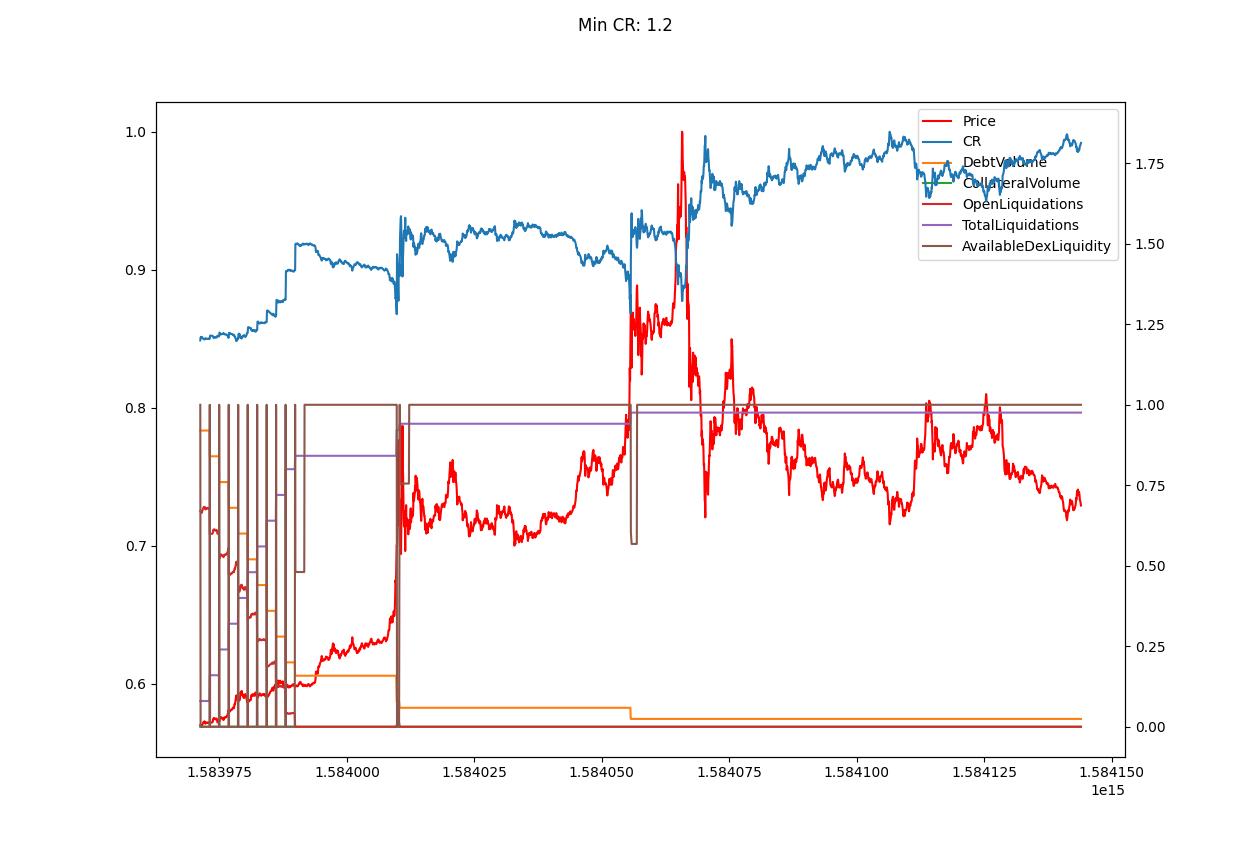 Min CR: 1.2
1.0
0.9
0.8
0.7
0.6
Price
CR
DebtVolume
CollateralVolume
OpenLiquidations
TotalLiquidations
AvailableDexLiquidity
1.75
1.50
1.25
1.00
0.75
0.50
0.25
0.00
1.583975 1.584000 1.584025 1.584050 1.584075 1.584100 1.584125 1.584150
1e15